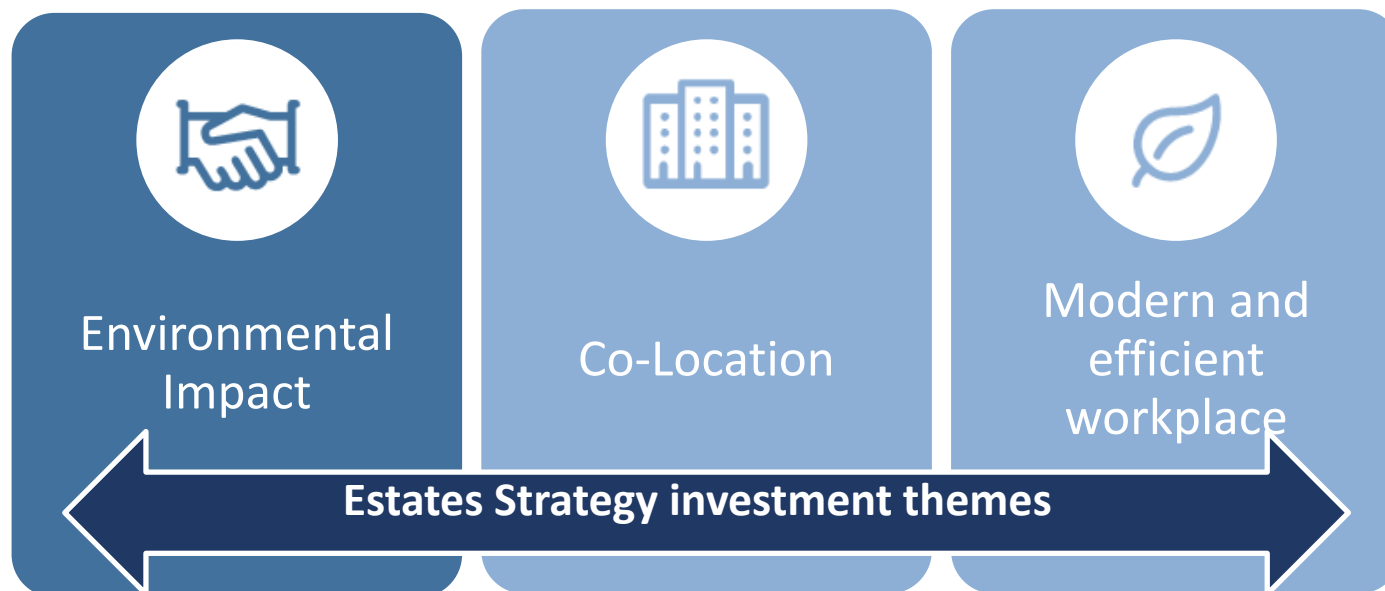 Environmental
Impact
Co-Location
Modern and
efficient
workplace
Estates Strategy investment themes